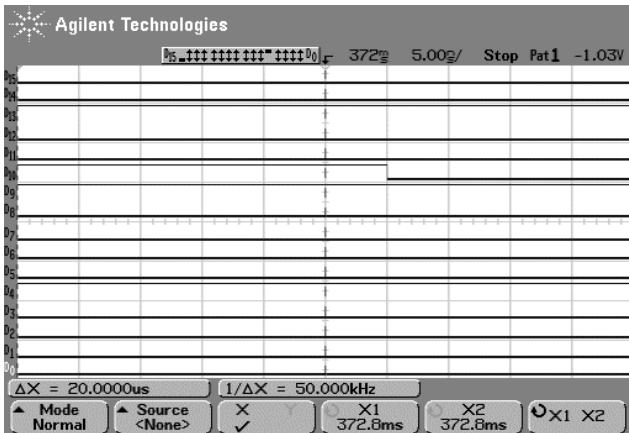 Agilent Technologies
D15 D0 372ms 5.00s/ Stop Pat1 -1.03V
D15
D14
D13
D12
D11
D10
D9
D8
D7
D6
D5
D4
D3
D2
D1
D0
ΔX = 20.0000us 1/ΔX = 50.000kHz
Mode Source X Y X1 X2 X1 X2
Normal <None> ✓ 372.8ms 372.8ms